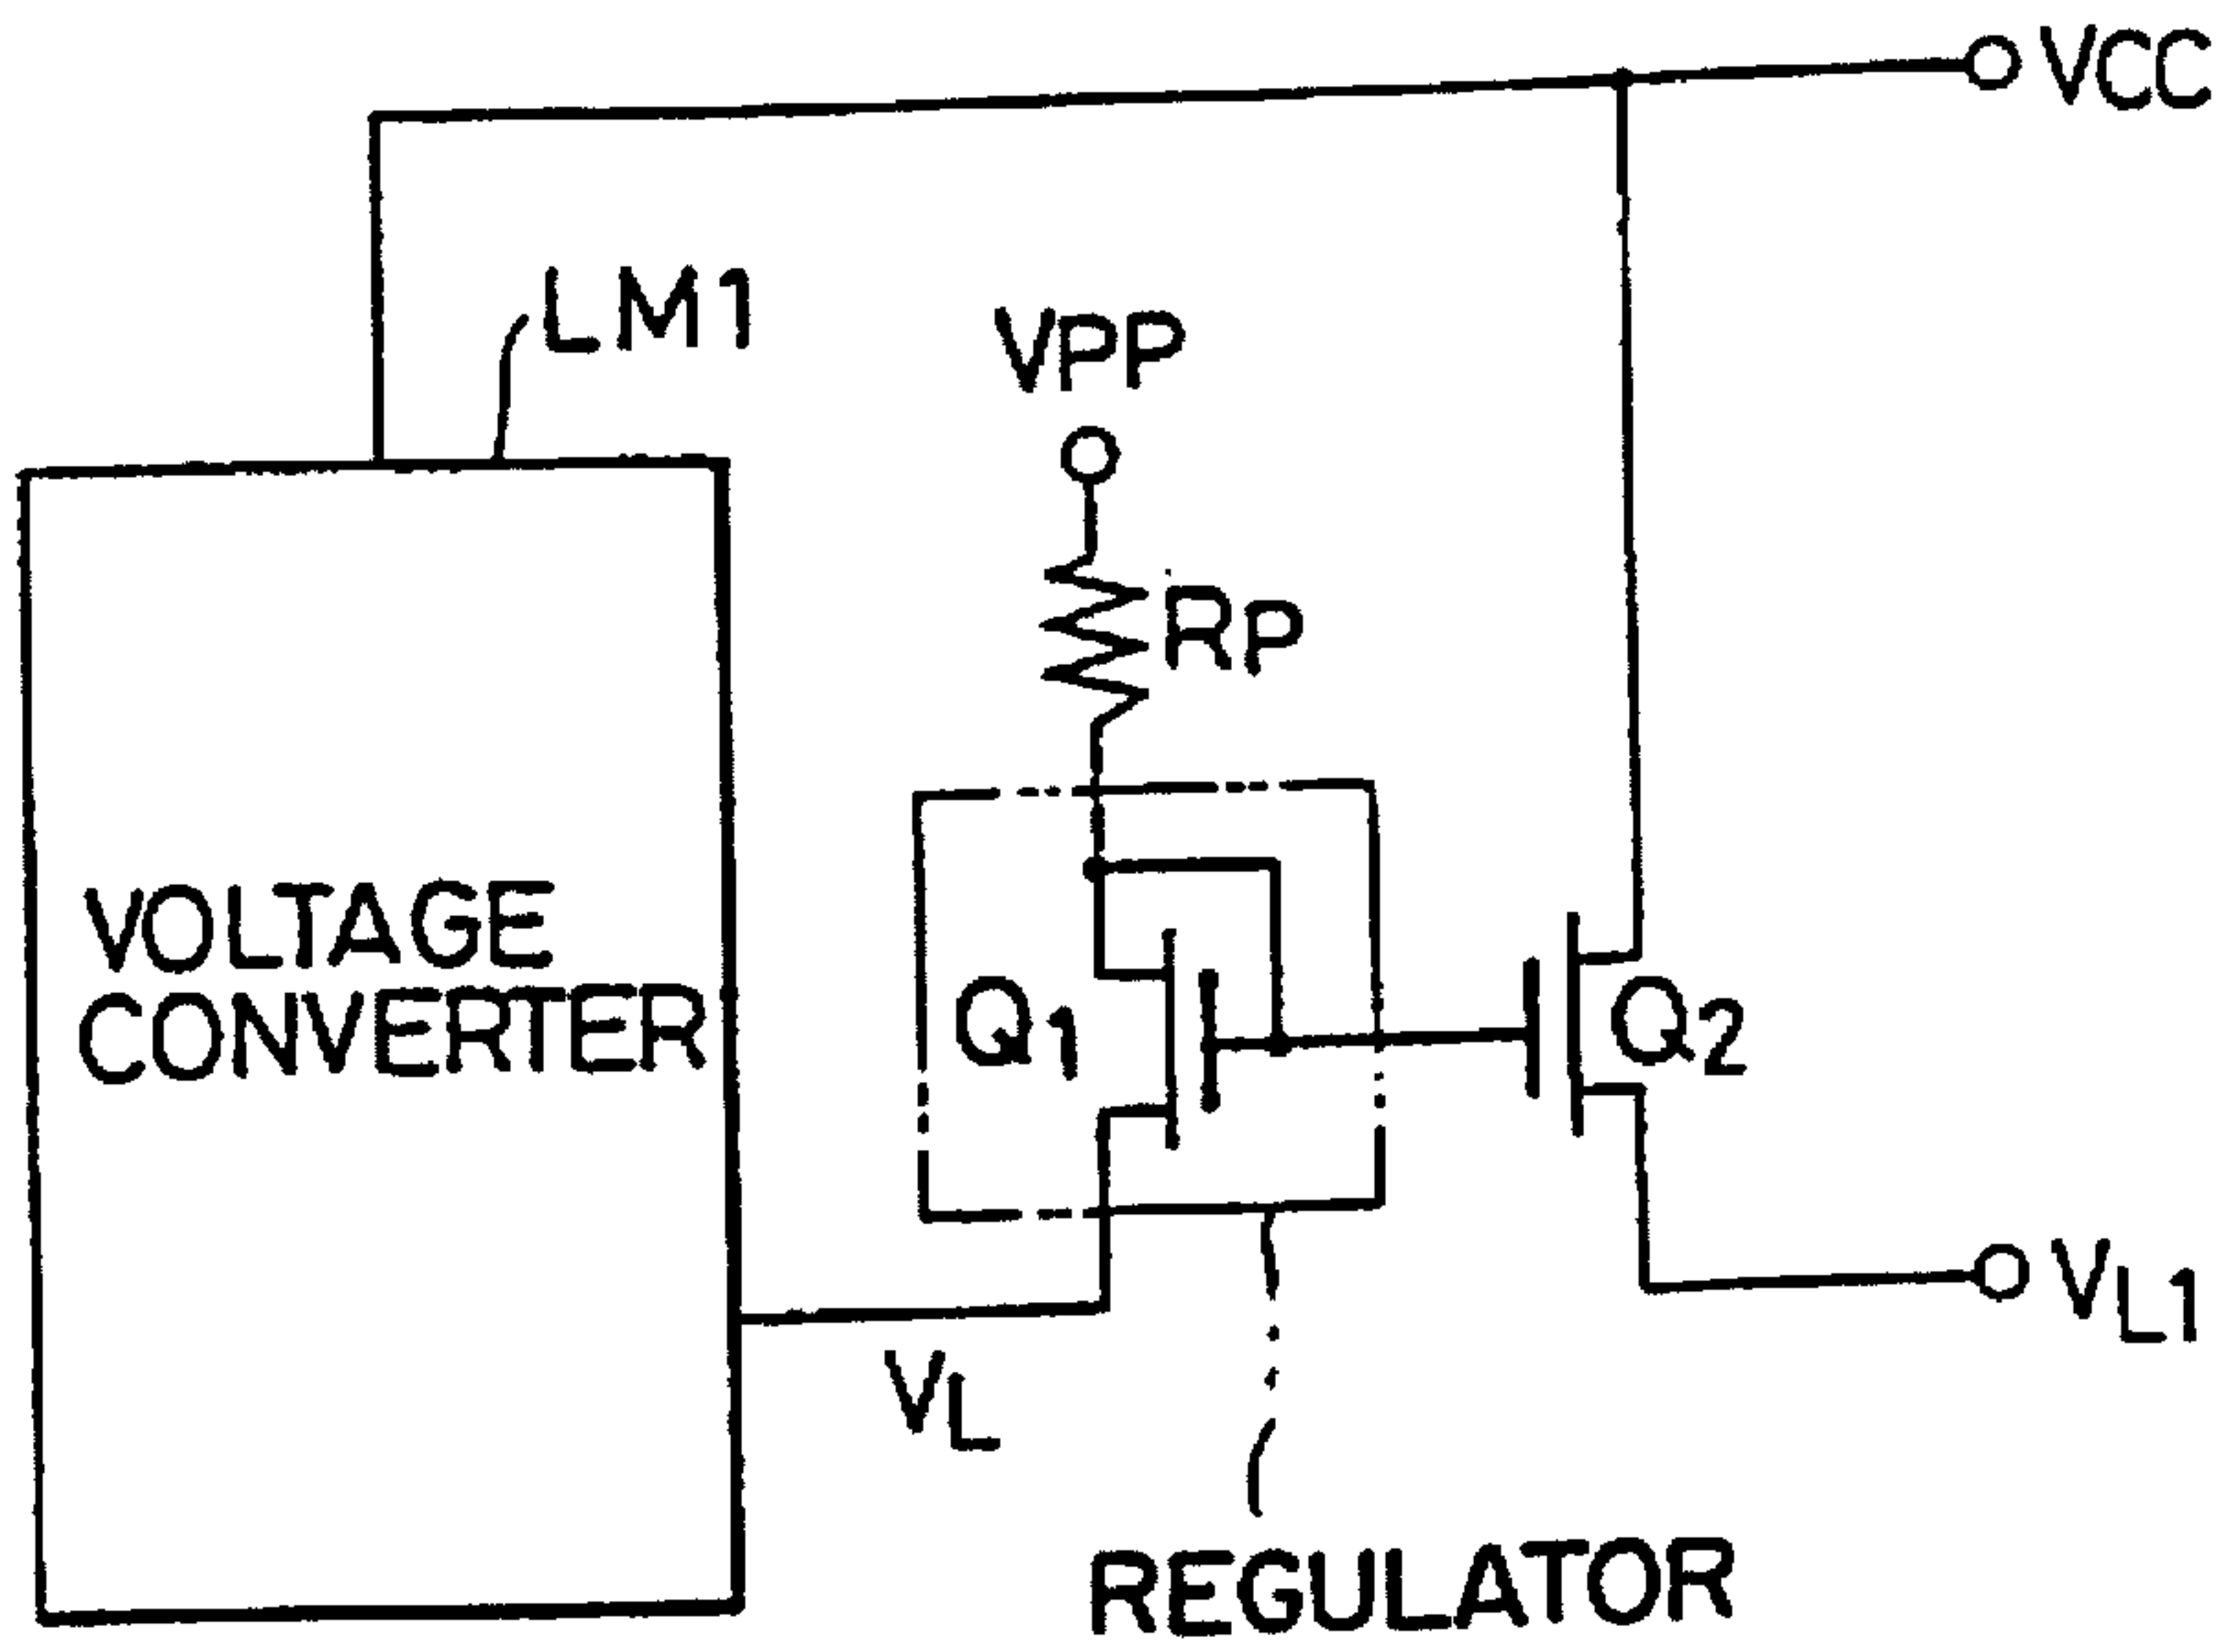 VCC
LM1
VPP
RP
VOLTAGE
CONVERTER
Q1
Q2
VL1
VL
REGULATOR